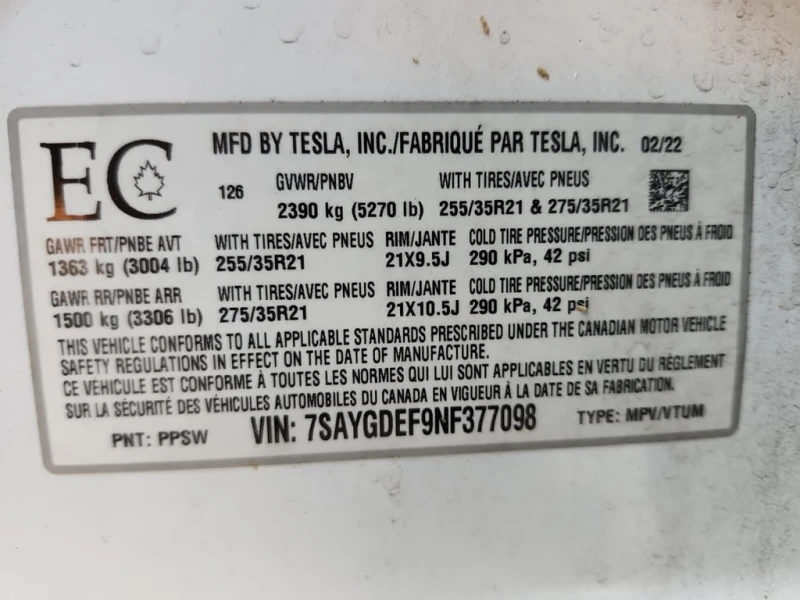 EC
MFD BY TESLA, INC./FABRIQUÉ PAR TESLA, INC. 02/22
126 GVWR/PNBV WITH TIRES/AVEC PNEUS
2390 kg (5270 lb) 255/35R21 & 275/35R21
GAWR FRT/PNBE AVT WITH TIRES/AVEC PNEUS RIM/JANTE COLD TIRE PRESSURE/PRESSION DES PNEUS À FROID
1363 kg (3004 lb) 255/35R21 21X9.5J 290 kPa, 42 psi
GAWR RR/PNBE ARR WITH TIRES/AVEC PNEUS RIM/JANTE COLD TIRE PRESSURE/PRESSION DES PNEUS À FROID
1500 kg (3306 lb) 275/35R21 21X10.5J 290 kPa, 42 psi
THIS VEHICLE CONFORMS TO ALL APPLICABLE STANDARDS PRESCRIBED UNDER THE CANADIAN MOTOR VEHICLE
SAFETY REGULATIONS IN EFFECT ON THE DATE OF MANUFACTURE.
CE VEHICULE EST CONFORME À TOUTES LES NORMES QUI LUI SONT APPLICABLES EN VERTU DU RÈGLEMENT
SUR LA SÉCURITÉ DES VÉHICULES AUTOMOBILES DU CANADA EN VIGUEUR À LA DATE DE SA FABRICATION.
PNT: PPSW VIN: 7SAYGDEF9NF377098 TYPE: MPV/VTUM